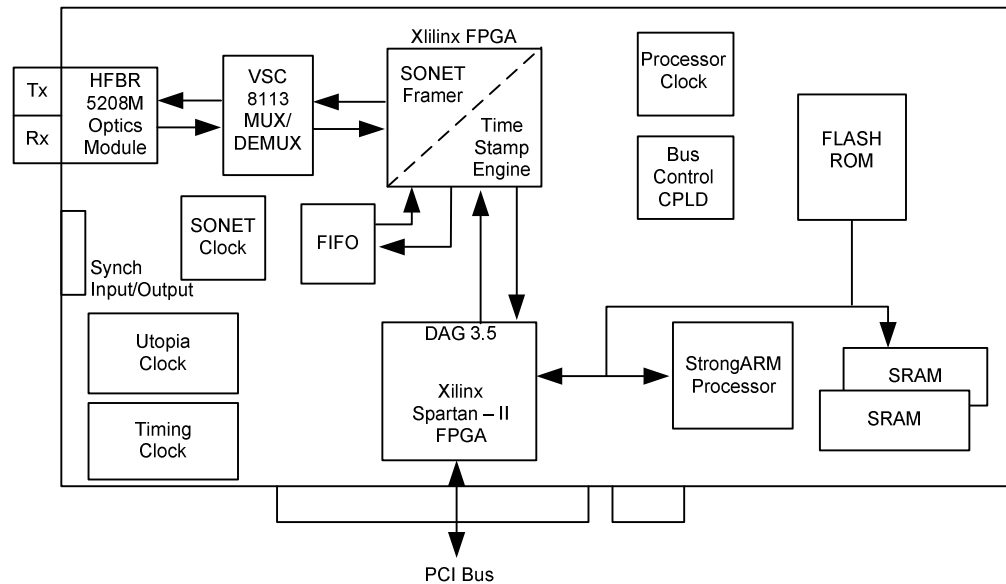 Xlilinx FPGA
Tx
Rx
HFBR
5208M
Optics
Module
VSC
8113
MUX/
DEMUX
SONET
Framer
Time
Stamp
Engine
Processor
Clock
Bus
Control
CPLD
FLASH
ROM
SONET
Clock
FIFO
Synch
Input/Output
Utopia
Clock
Timing
Clock
DAG 3.5
Xilinx
Spartan – II
FPGA
StrongARM
Processor
SRAM
SRAM
PCI Bus